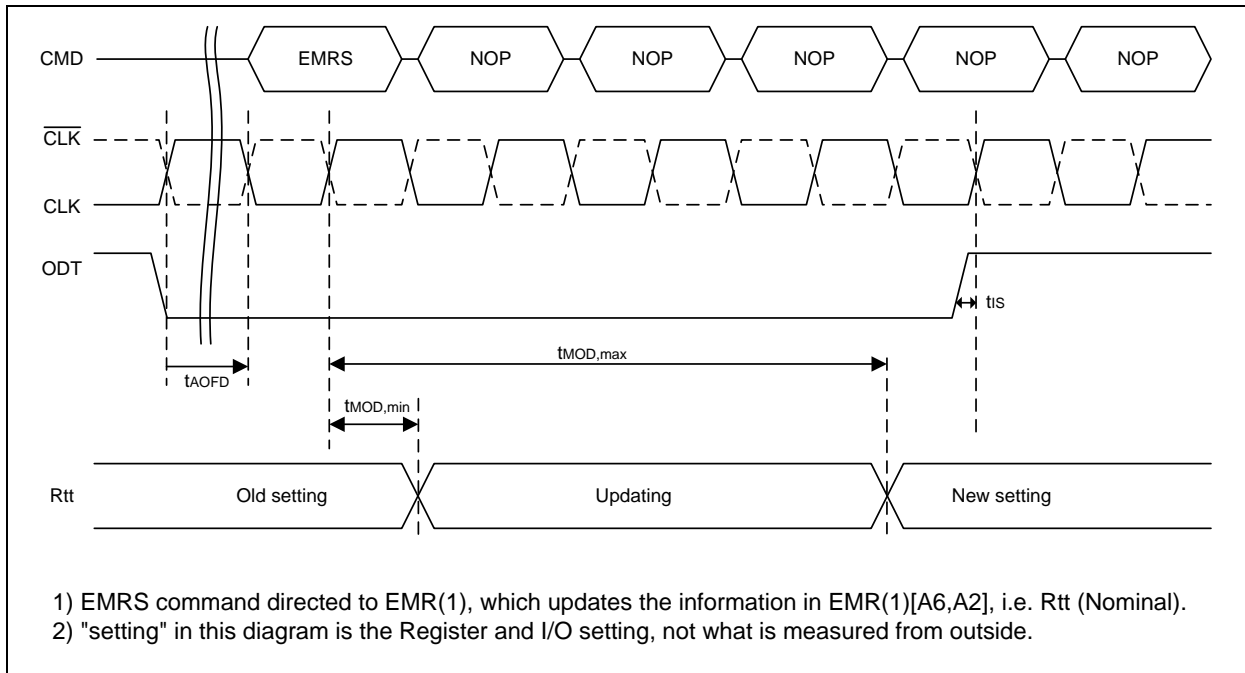 CMD EMRS NOP NOP NOP NOP NOP
CLK
CLK
ODT
tIS
tMOD,max
tAOFD
tMOD,min
Rtt Old setting Updating New setting
1) EMRS command directed to EMR(1), which updates the information in EMR(1)[A6,A2], i.e. Rtt (Nominal).
2) "setting" in this diagram is the Register and I/O setting, not what is measured from outside.